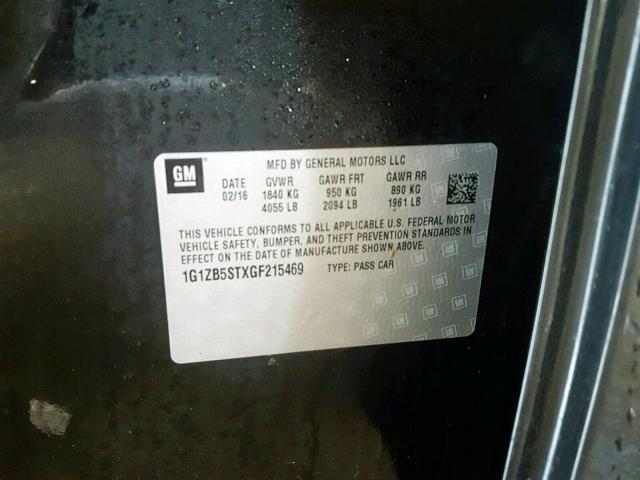 GM
MFD BY GENERAL MOTORS LLC
DATE GVWR GAWR FRT GAWR RR
02/16 1840 KG 950 KG 890 KG
4055 LB 2094 LB 1961 LB
THIS VEHICLE CONFORMS TO ALL APPLICABLE U.S. FEDERAL MOTOR
VEHICLE SAFETY, BUMPER, AND THEFT PREVENTION STANDARDS IN
EFFECT ON THE DATE OF MANUFACTURE SHOWN ABOVE.
1G1ZB5STXGF215469 TYPE: PASS CAR